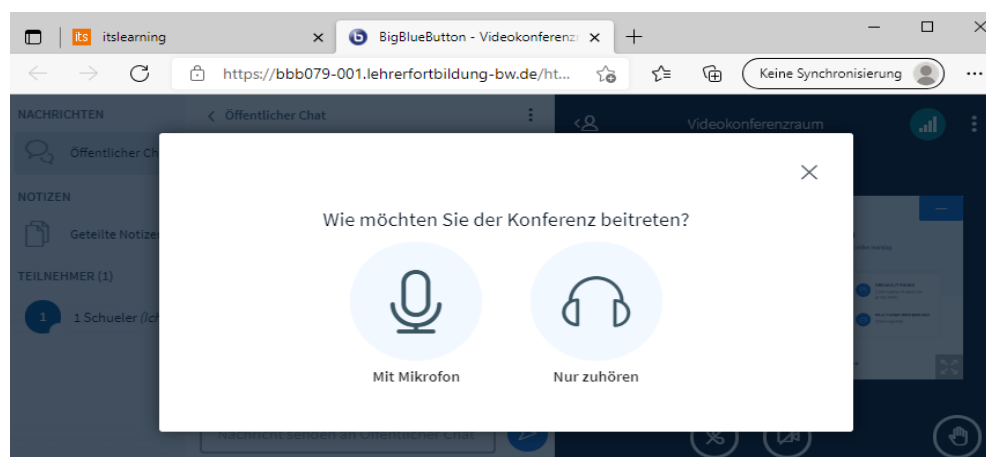 its itslearning
BigBlueButton - Videokonferenz
https://bbb079-001.lehrerfortbildung-bw.de/ht...
Keine Synchronisierung
NACHRICHTEN
Öffentlicher Chat
Videokonferenzraum
Öffentlicher Ch
NOTIZEN
Geteilte Notize
TEILNEHMER (1)
1 1 Schueler (Ich
Wie möchten Sie der Konferenz beitreten?
Mit Mikrofon
Nur zuhören
Nachricht senden an Öffentlicher Chat